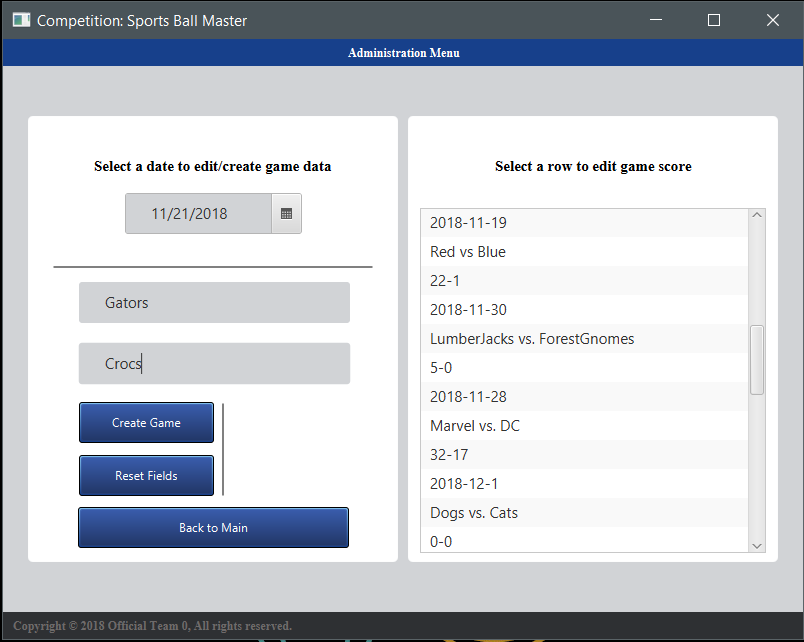 Competition: Sports Ball Master
Administration Menu
Select a date to edit/create game data
11/21/2018
Gators
Crocs
Create Game
Reset Fields
Back to Main
Select a row to edit game score
2018-11-19
Red vs Blue
22-1
2018-11-30
LumberJacks vs. ForestGnomes
5-0
2018-11-28
Marvel vs. DC
32-17
2018-12-1
Dogs vs. Cats
0-0
Copyright © 2018 Official Team 0, All rights reserved.